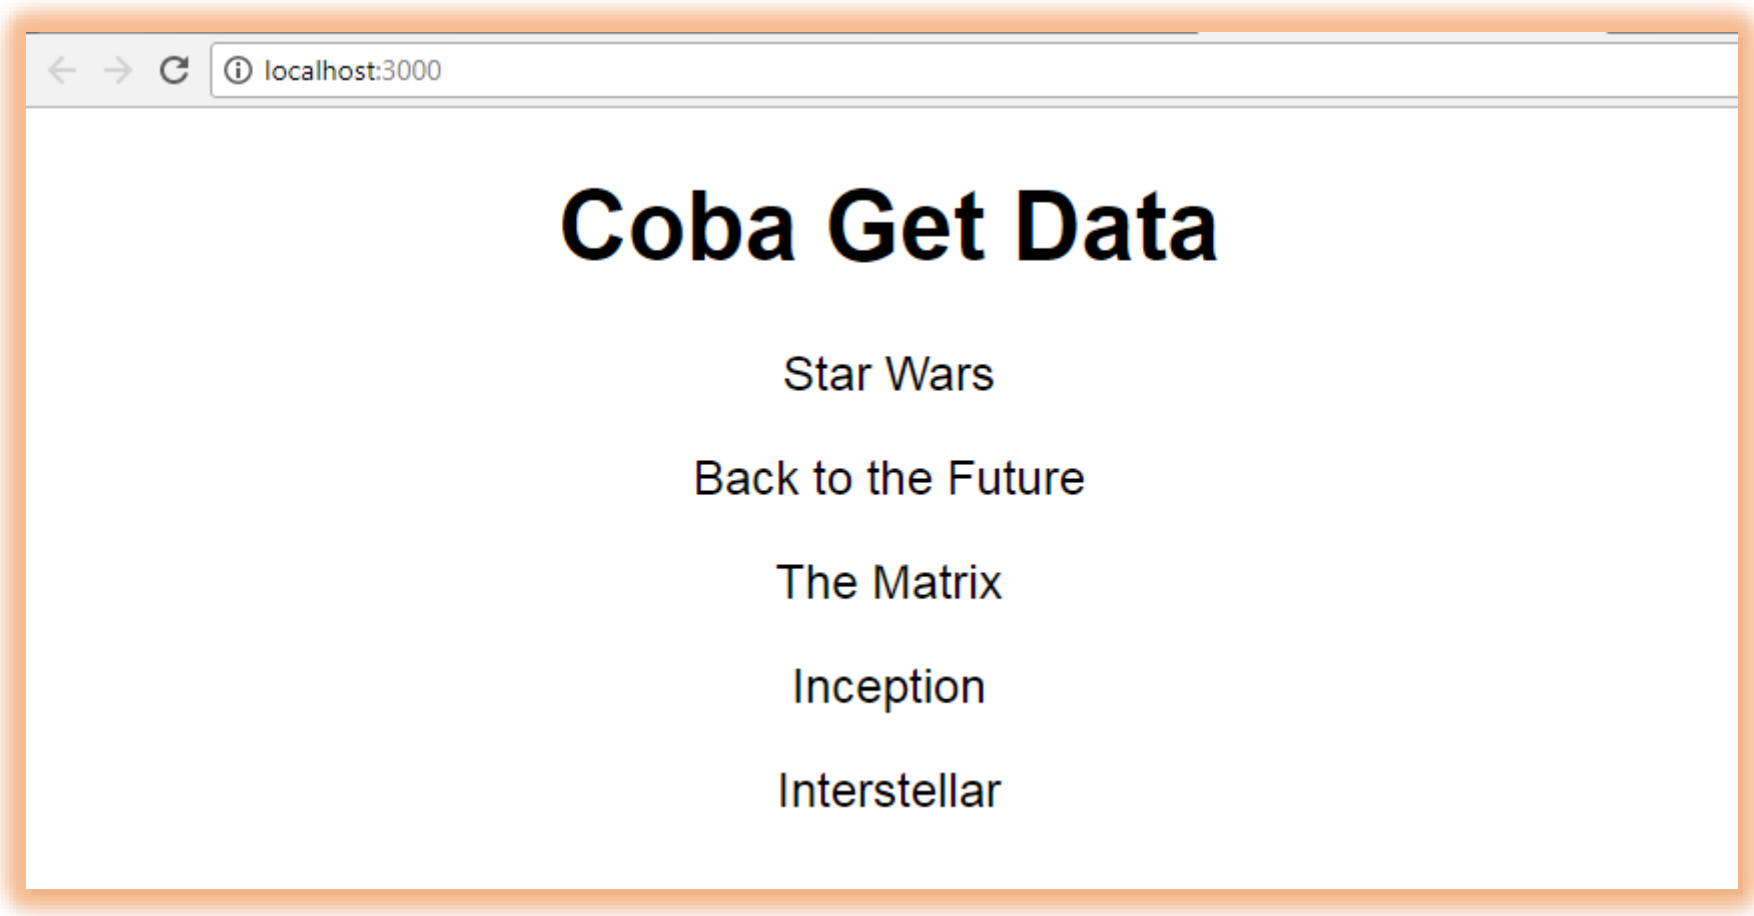 localhost:3000
Coba Get Data
Star Wars
Back to the Future
The Matrix
Inception
Interstellar